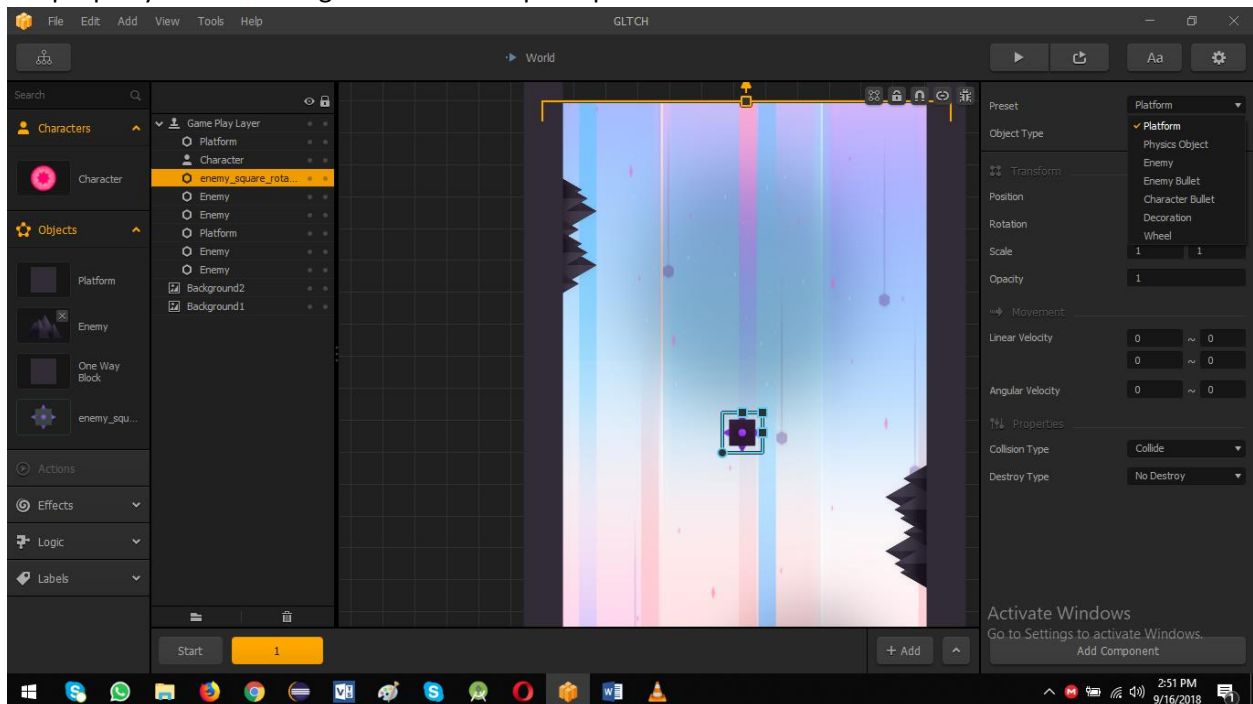 File Edit Add View Tools Help GLTCH
World
Aa
Search
Characters
Character
Objects
Platform
Enemy
One Way
Block
enemy_squ...
Actions
Effects
Logic
Labels
Game Play Layer
Platform
Character
enemy_square_rota...
Enemy
Enemy
Platform
Enemy
Enemy
Background2
Background1
Start 1
+ Add
Preset Platform
Object Type
Platform
Physics Object
Enemy
Enemy Bullet
Character Bullet
Decoration
Wheel
Transform
Position
Rotation
Scale 1 1
Opacity 1
Movement
Linear Velocity 0 ~ 0
0 ~ 0
Angular Velocity 0 ~ 0
Properties
Collision Type Collide
Destroy Type No Destroy
Activate Windows
Go to Settings to activate Windows.
Add Component
2:51 PM
9/16/2018